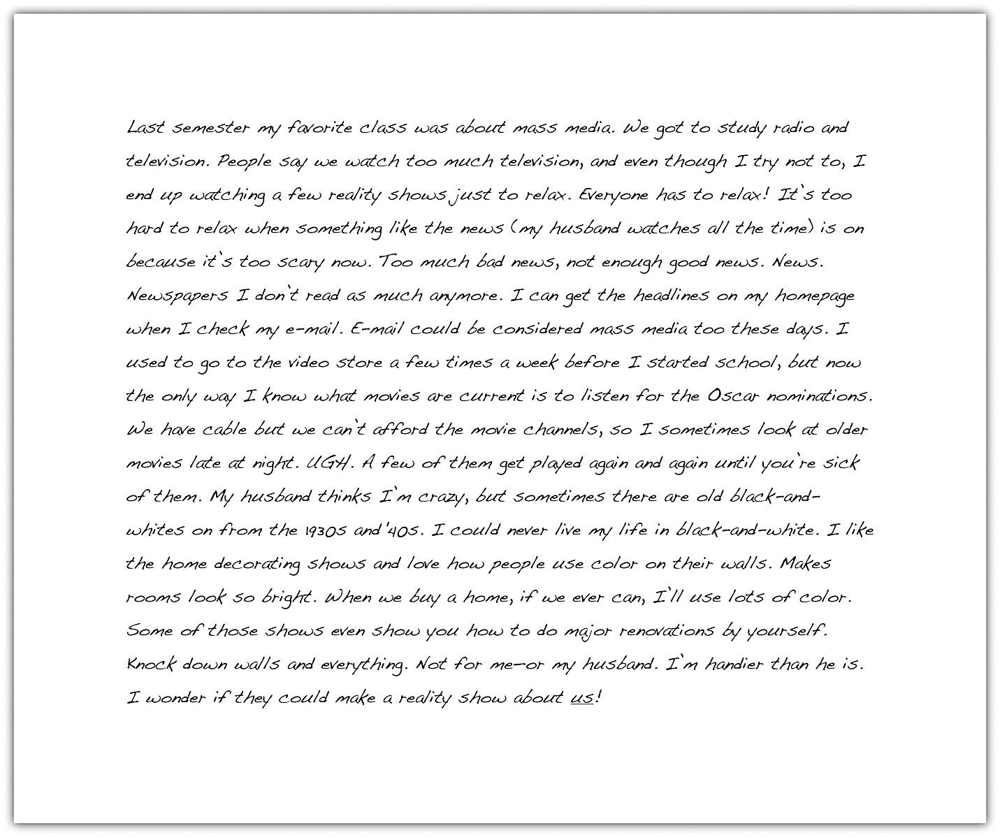 Last semester my favorite class was about mass media. We got to study radio and
television. People say we watch too much television, and even though I try not to, I
end up watching a few reality shows just to relax. Everyone has to relax! It's too
hard to relax when something like the news (my husband watches all the time) is on
because it's too scary now. Too much bad news, not enough good news. News.
Newspapers I don't read as much anymore. I can get the headlines on my homepage
when I check my e-mail. E-mail could be considered mass media too these days. I
used to go to the video store a few times a week before I started school, but now
the only way I know what movies are current is to listen for the Oscar nominations.
We have cable but we can't afford the movie channels, so I sometimes look at older
movies late at night. UGH. A few of them get played again and again until you're sick
of them. My husband thinks I'm crazy, but sometimes there are old black-and-
whites on from the 1930s and '40s. I could never live my life in black-and-white. I like
the home decorating shows and love how people use color on their walls. Makes
rooms look so bright. When we buy a home, if we ever can, I'll use lots of color.
Some of those shows even show you how to do major renovations by yourself.
Knock down walls and everything. Not for me—or my husband. I'm handier than he is.
I wonder if they could make a reality show about us!